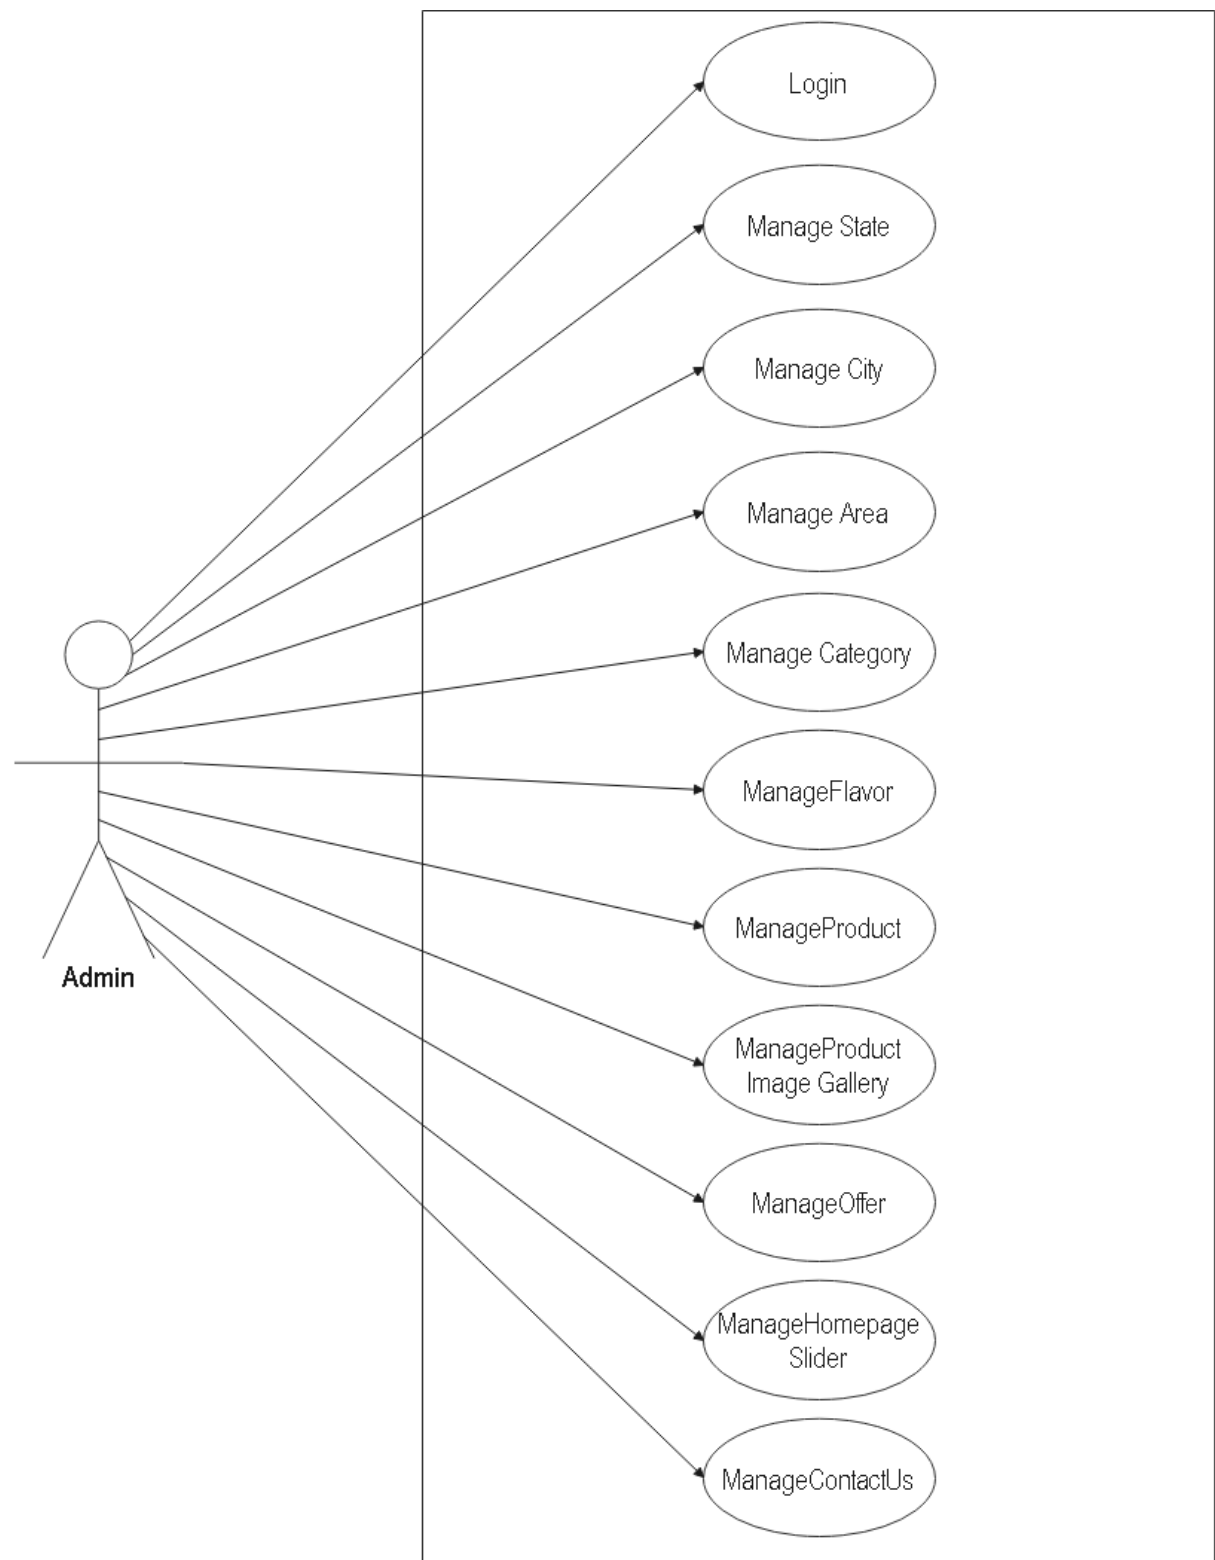 Login
Manage State
Manage City
Manage Area
Manage Category
ManageFlavor
ManageProduct
Admin
ManageProduct
Image Gallery
ManageOffer
ManageHomepage
Slider
ManageContactUs